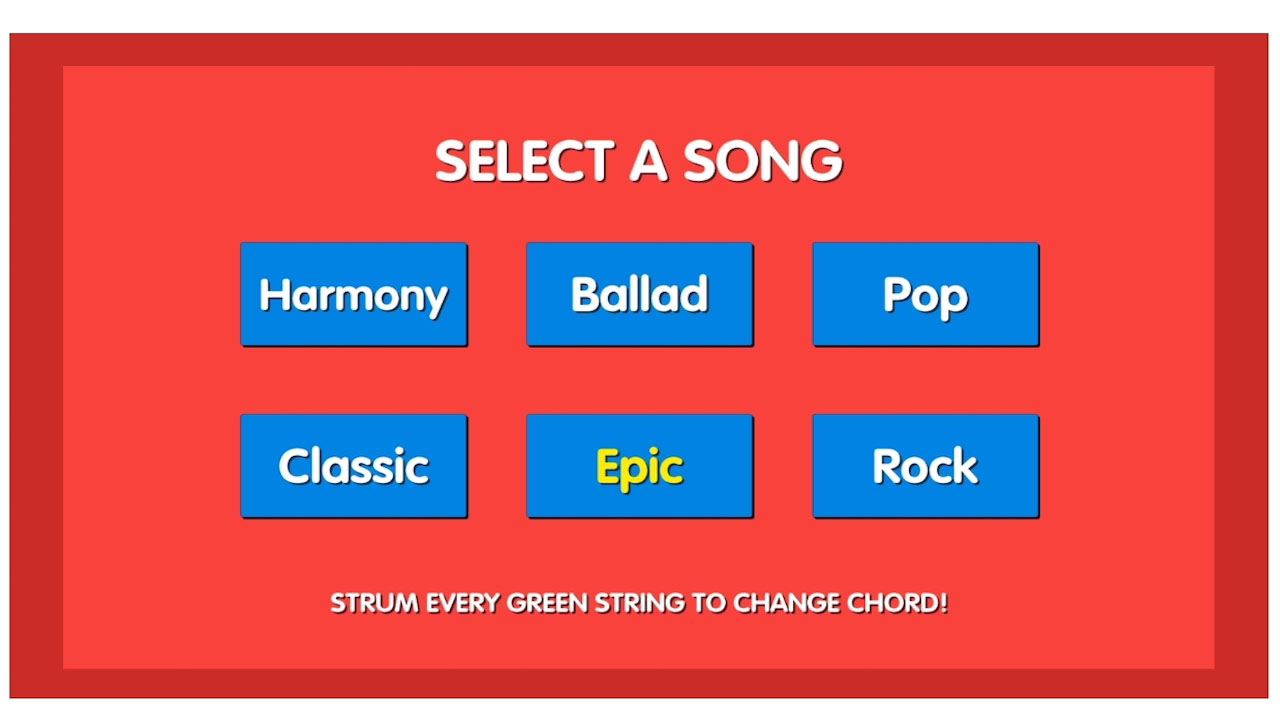 SELECT A SONG
Harmony
Ballad
Pop
Classic
Epic
Rock
STRUM EVERY GREEN STRING TO CHANGE CHORD!